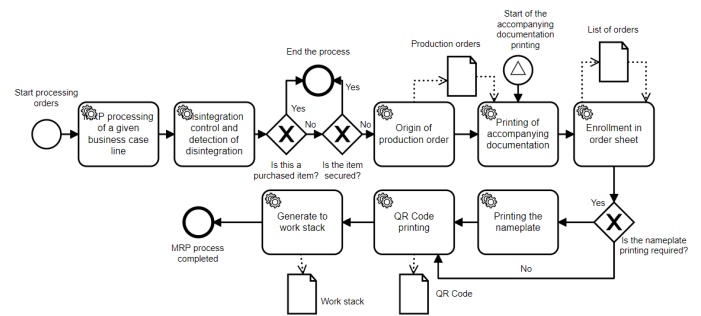 Start of the
accompanying
documentation
printing
End the process
Production orders
List of orders
Start processing
orders
Yes
Yes
MRP processing
of a given
business case
line
Disintegration
control and
detection of
disintegration
No
No
Origin of
production order
Printing of
accompanying
documentation
Enrollment in
order sheet
Is this a
purchased item?
Is the item
secured?
Yes
Generate to
work stack
QR Code
printing
Printing the
nameplate
MRP process
completed
Is the nameplate
printing required?
No
Work stack
QR Code